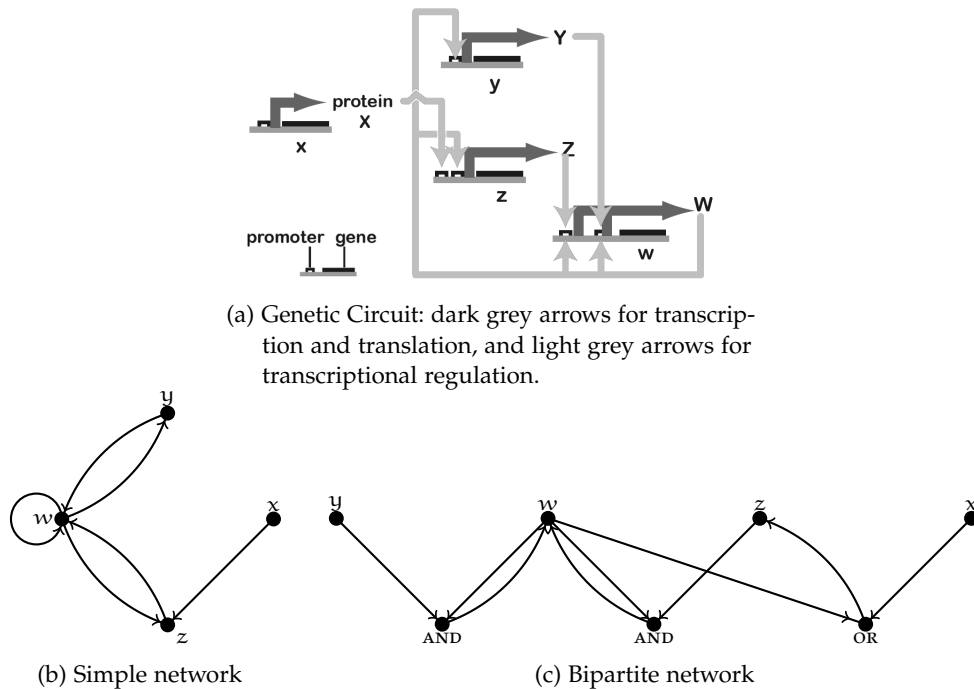 Y
y
protein
X
x
Z
z
W
w
promoter gene
(a) Genetic Circuit: dark grey arrows for transcrip-
tion and translation, and light grey arrows for
transcriptional regulation.
y
w
x
z
(b) Simple network
y
w
z
x
AND
AND
OR
(c) Bipartite network